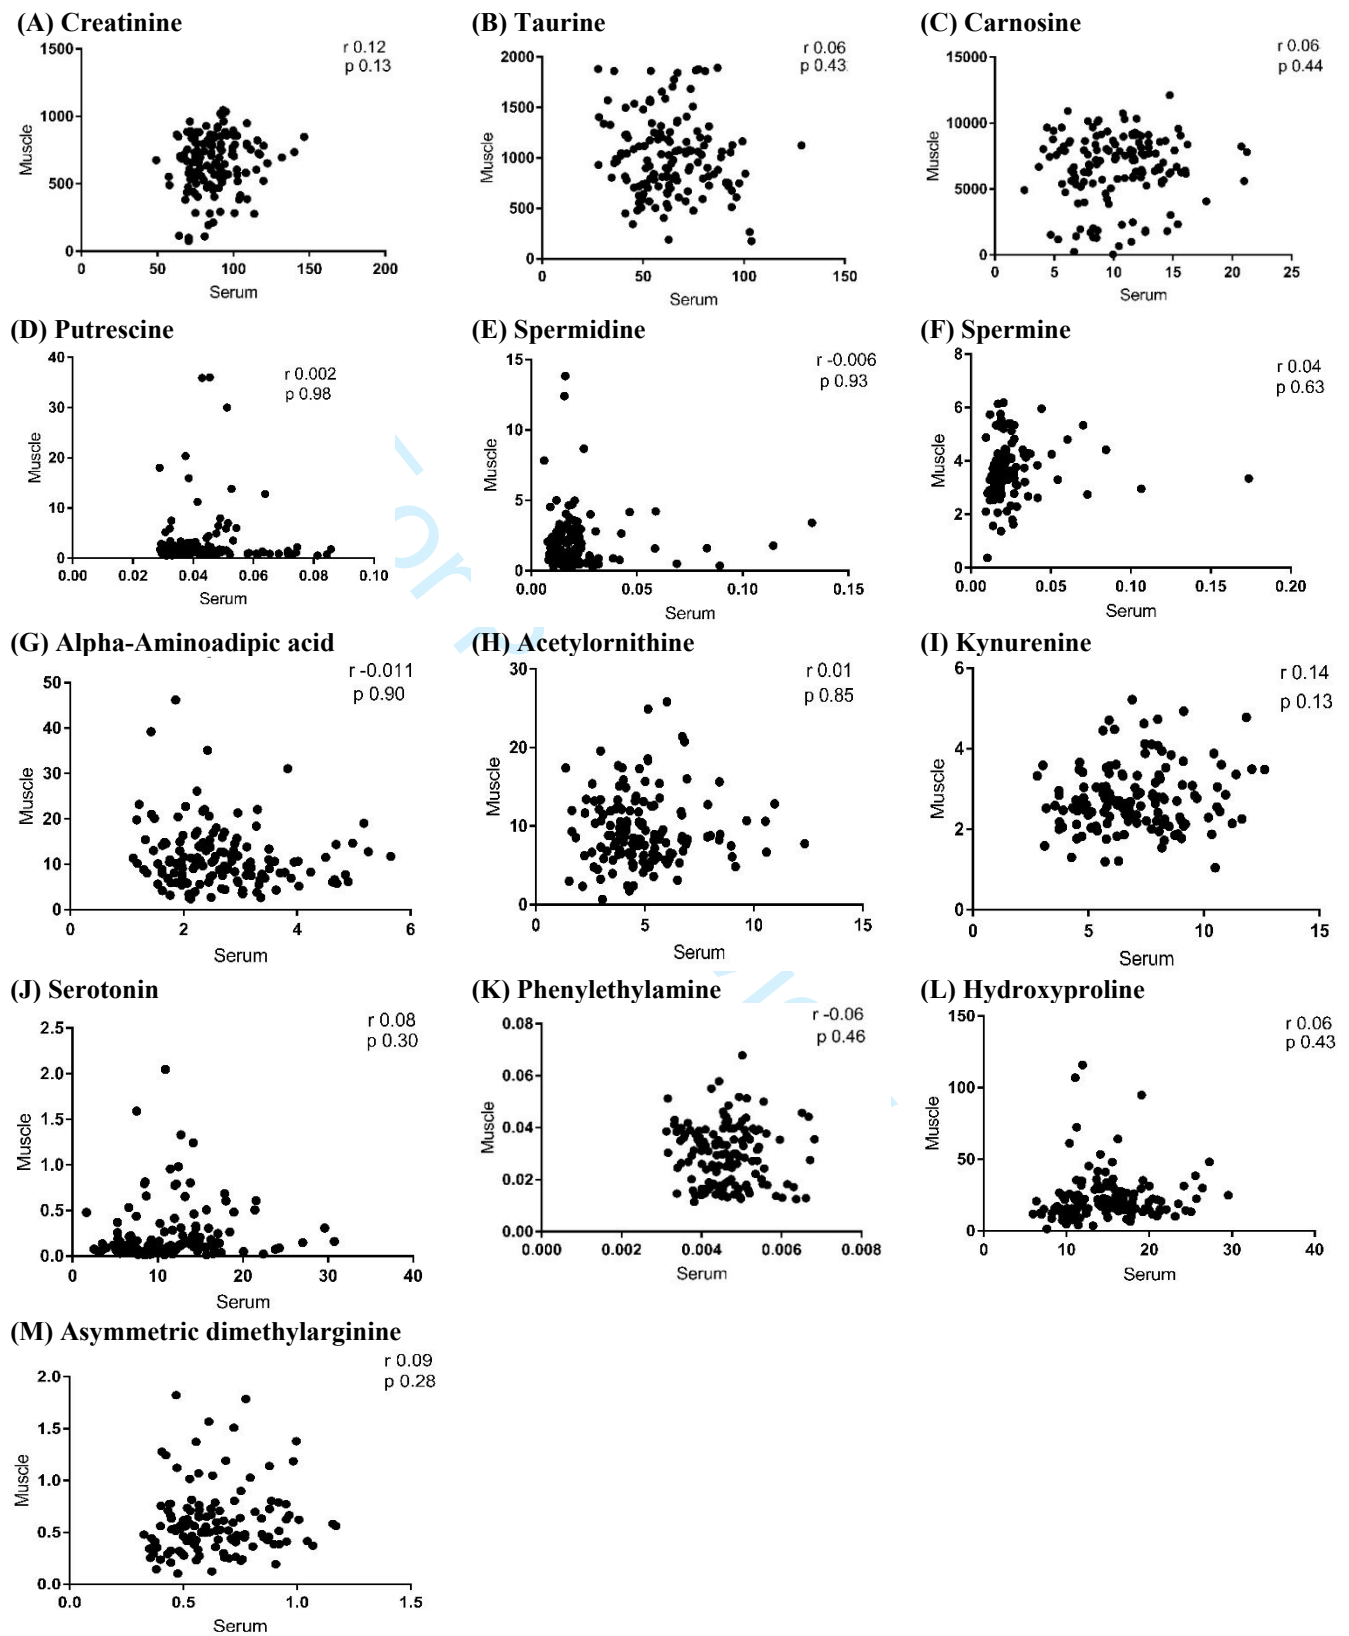 (A) Creatinine
r 0.12
p 0.13
1500
1000
500
0
Muscle
0 50 100 150 200
Serum
(B) Taurine
r 0.06
p 0.43
2000
1500
1000
500
0
Muscle
0 50 100 150
Serum
(C) Carnosine
r 0.06
p 0.44
15000
10000
5000
0
Muscle
0 5 10 15 20 25
Serum
(D) Putrescine
r 0.002
p 0.98
40
30
20
10
0
Muscle
0.00 0.02 0.04 0.06 0.08 0.10
Serum
(E) Spermidine
r -0.006
p 0.93
15
10
5
0
Muscle
0.00 0.05 0.10 0.15
Serum
(F) Spermine
r 0.04
p 0.63
8
6
4
2
0
Muscle
0.00 0.05 0.10 0.15 0.20
Serum
(G) Alpha-Aminoadipic acid
r -0.011
p 0.90
50
40
30
20
10
0
Muscle
0 2 4 6
Serum
(H) Acetylornithine
r 0.01
p 0.85
30
20
10
0
Muscle
0 5 10 15
Serum
(I) Kynurenine
r 0.14
p 0.13
6
4
2
0
Muscle
0 5 10 15
Serum
(J) Serotonin
r 0.08
p 0.30
2.5
2.0
1.5
1.0
0.5
0.0
Muscle
0 10 20 30 40
Serum
(K) Phenylethylamine
r -0.06
p 0.46
0.08
0.06
0.04
0.02
0.00
Muscle
0.000 0.002 0.004 0.006 0.008
Serum
(L) Hydroxyproline
r 0.06
p 0.43
150
100
50
0
Muscle
0 10 20 30 40
Serum
(M) Asymmetric dimethylarginine
r 0.09
p 0.28
2.0
1.5
1.0
0.5
0.0
Muscle
0.0 0.5 1.0 1.5
Serum